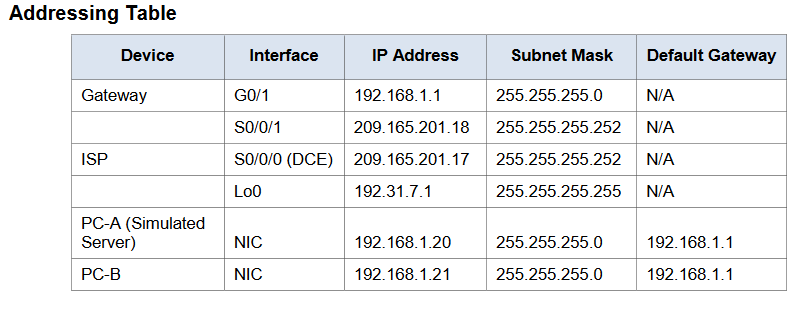 Addressing Table
Device Interface IP Address Subnet Mask Default Gateway
Gateway G0/1 192.168.1.1 255.255.255.0 N/A
S0/0/1 209.165.201.18 255.255.255.252 N/A
ISP S0/0/0 (DCE) 209.165.201.17 255.255.255.252 N/A
Lo0 192.31.7.1 255.255.255.255 N/A
PC-A (Simulated
Server) NIC 192.168.1.20 255.255.255.0 192.168.1.1
PC-B NIC 192.168.1.21 255.255.255.0 192.168.1.1